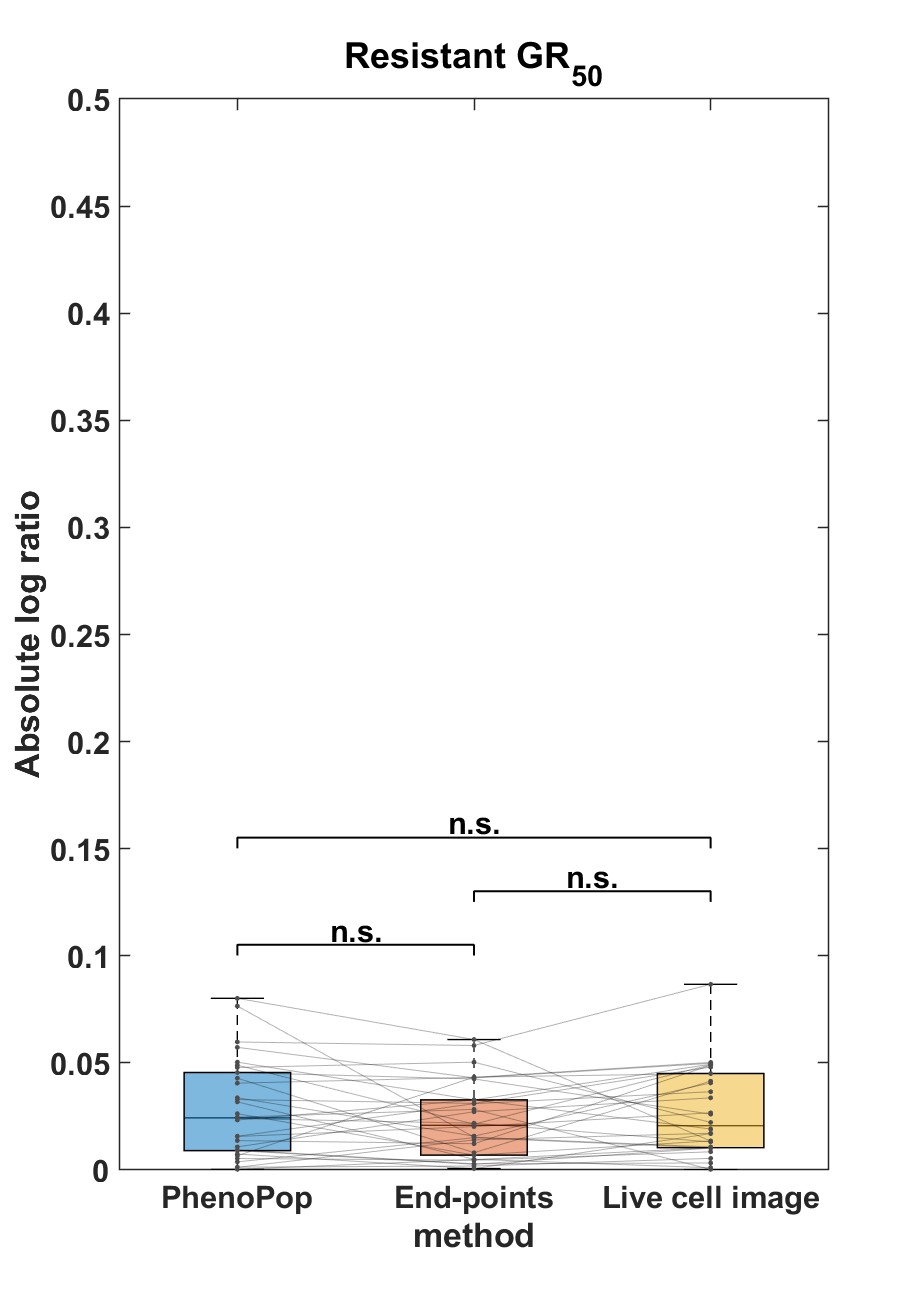 Resistant GR50
0.5
0.45
0.4
0.35
0.3
0.25
0.2
0.15
0.1
0.05
0
Absolute log ratio
n.s.
n.s.
n.s.
PhenoPop
End-points
Live cell image
method